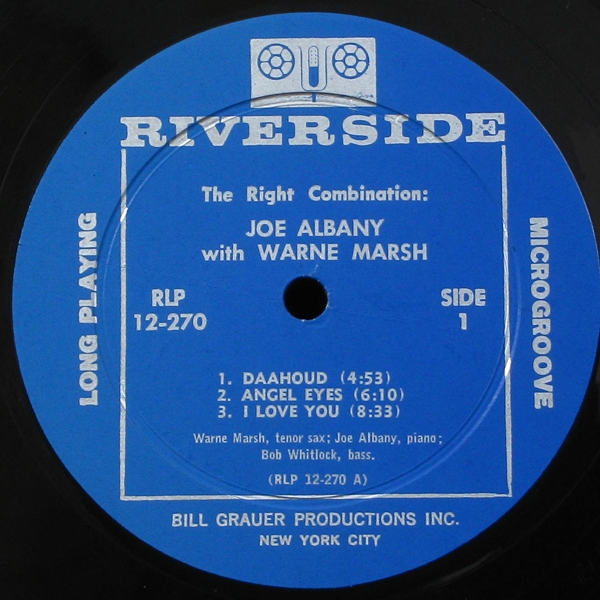 RIVERSIDE
The Right Combination:
JOE ALBANY
with WARNE MARSH
LONG PLAYING
MICROGROOVE
RLP
12-270
SIDE
1
1. DAAHOUD (4:53)
2. ANGEL EYES (6:10)
3. I LOVE YOU (8:33)
Warne Marsh, tenor sax; Joe Albany, piano;
Bob Whitlock, bass.
(RLP 12-270 A)
BILL GRAUER PRODUCTIONS INC.
NEW YORK CITY